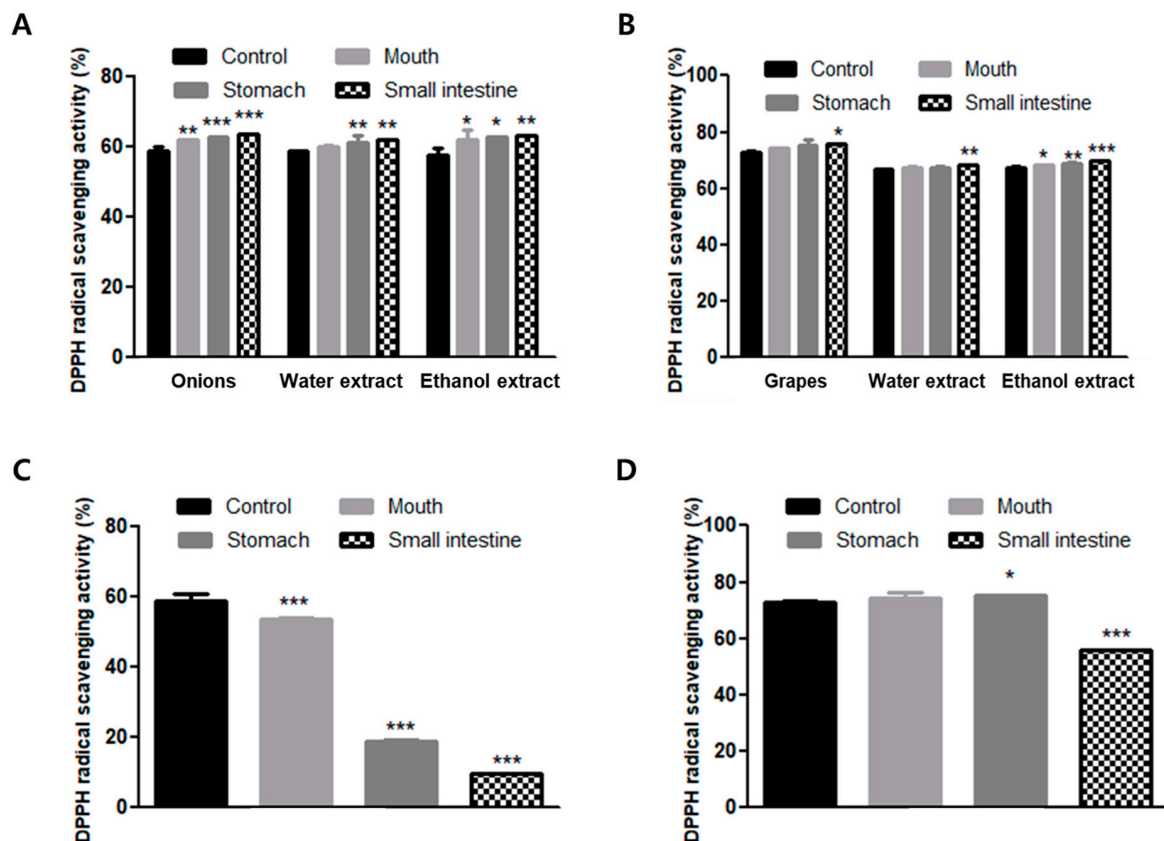 A
DPPH radical scavenging activity (%)
Control
Mouth
Stomach
Small intestine
80
60
40
20
0
** *** ***
** **
* * **
Onions
Water extract
Ethanol extract
B
DPPH radical scavenging activity (%)
Control
Mouth
Stomach
Small intestine
100
80
60
40
20
0
*
**
* ** ***
Grapes
Water extract
Ethanol extract
C
DPPH radical scavenging activity (%)
Control
Mouth
Stomach
Small intestine
80
60
40
20
0
***
***
***
D
DPPH radical scavenging activity (%)
Control
Mouth
Stomach
Small intestine
100
80
60
40
20
0
*
***